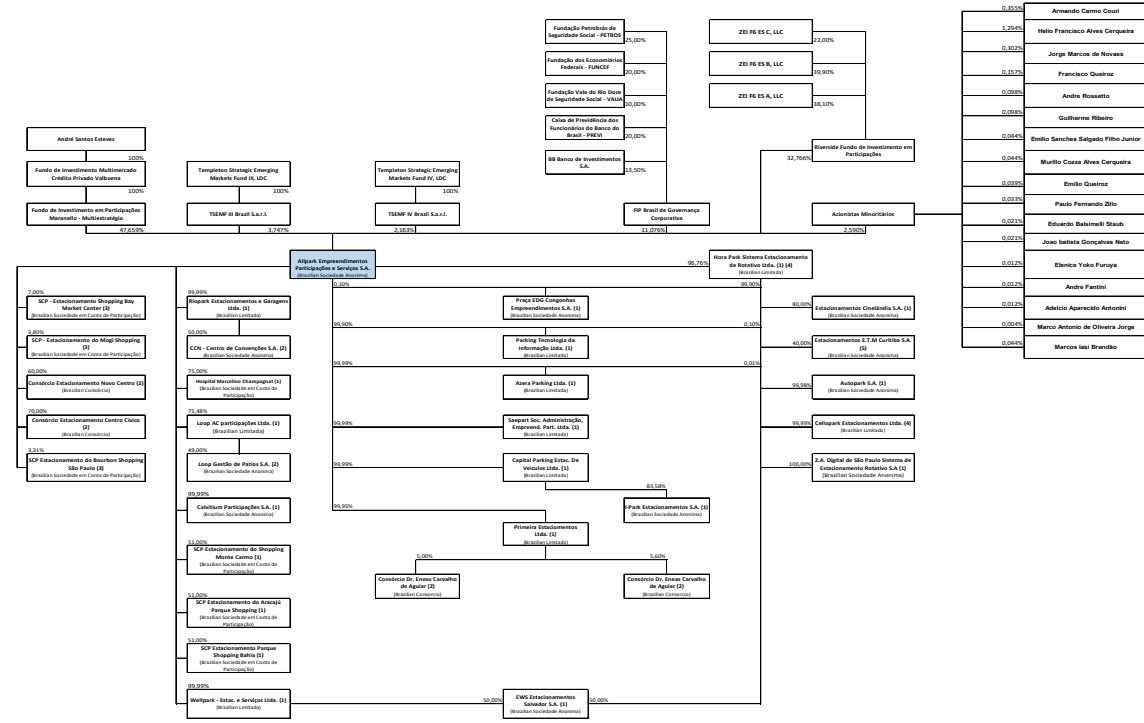 0,355%
Armando Carmo Couri
1,294%
Helio Francisco Alves Cerqueira
0,302%
Jorge Marcos de Novaes
0,157%
Francisco Queiroz
0,098%
Andre Rossetto
0,098%
Guilherme Ribeiro
0,044%
Emilio Sanches Salgado Filho Junior
0,044%
Murillo Cozza Alves Cerqueira
0,039%
Emilio Queiroz
0,033%
Paulo Fernando Zillo
0,021%
Eduardo Balsimelli Staub
0,021%
Joao batista Gonçalves Neto
0,012%
Elenice Yoko Furuya
0,012%
Andre Fantini
0,012%
Adelcio Aparecido Antonini
0,004%
Marco Antonio de Oliveira Jorge
0,044%
Marcos Iasi Brandão
Fundação Petrobrás de
Seguridade Social - PETROS
25,00%
Fundação dos Economiários
Federais - FUNCEF
20,00%
Fundação Vale do Rio Doce
de Seguridade Social - VALIA
10,00%
Caixa de Previdência dos
Funcionários do Banco do
Brasil - PREVI
20,00%
BB Banco de Investimentos
S.A.
13,50%
ZEI F6 ES C, LLC
22,00%
ZEI F6 ES B, LLC
39,90%
ZEI F6 ES A, LLC
38,10%
Riverside Fundo de Investimento em
Participações
32,766%
André Santos Esteves
100%
Fundo de Investimento Multimercado
Crédito Privado Valbuena
100%
Fundo de Investimento em Participações
Maranello - Multiestratégia
47,659%
Templeton Strategic Emerging
Markets Fund III, LDC
100%
TSEMF III Brazil S.a.r.l.
3,747%
Templeton Strategic Emerging
Markets Fund IV, LDC
100%
TSEMF IV Brazil S.a.r.l.
2,163%
FIP Brasil de Governança
Corporativa
11,076%
Acionistas Minoritários
2,590%
Allpark Empreendimentos
Participações e Serviços S.A.
(Brazilian Sociedade Anonima)
96,76%
Hora Park Sistema Estacionamento
de Rotativo Ltda. (1) (4)
(Brazilian Limitada)
7,00%
SCP - Estacionamento Shopping Bay
Market Center (3)
(Brazilian Sociedade em Conta de Participação)
3,80%
SCP - Estacionamento do Mogi Shopping
(3)
(Brazilian Sociedade em Conta de Participação)
60,00%
Consórcio Estacionamento Novo Centro (2)
(Brazilian Consórcio)
70,00%
Consórcio Estacionamento Centro Cívico
(2)
(Brazilian Consórcio)
3,31%
SCP Estacionamento do Bourbon Shopping
São Paulo (3)
(Brazilian Sociedade em Conta de Participação)
99,99%
Riopark Estacionamentos e Garagens
Ltda. (1)
(Brazilian Limitada)
50,00%
CCN - Centro de Convenções S.A. (2)
(Brazilian Sociedade Anonima)
75,00%
Hospital Marcelino Champagnat (1)
(Brazilian Sociedade em Conta de
Participação)
75,48%
Loop AC participações Ltda. (1)
(Brazilian Limitada)
49,00%
Loop Gestão de Patios S.A. (2)
(Brazilian Sociedade Anonima)
99,99%
Calvitium Participações S.A. (1)
(Brazilian Sociedade Anonima)
51,00%
SCP Estacionamento do Shopping
Monte Carmo (1)
(Brazilian Sociedade em Conta de
Participação)
51,00%
SCP Estacionamento do Aracajú
Parque Shopping (1)
(Brazilian Sociedade em Conta de
Participação)
51,00%
SCP Estacionamento Parque
Shopping Bahia (1)
(Brazilian Sociedade em Conta de
Participação)
99,99%
Wellpark - Estac. e Serviços Ltda. (1)
(Brazilian Limitada)
0,10%
99,90%
Praça EDG Congonhas
Empreendimentos S.A. (1)
(Brazilian Sociedade Anonima)
99,90%
0,10%
Parking Tecnologia da
Informação Ltda. (1)
(Brazilian Limitada)
99,99%
0,01%
Azera Parking Ltda. (1)
(Brazilian Limitada)
99,99%
Saepart Soc. Administração,
Empreend. Part. Ltda. (1)
(Brazilian Limitada)
99,99%
Capital Parking Estac. De
Veículos Ltda. (1)
(Brazilian Limitada)
83,58%
I-Park Estacionamentos S.A. (1)
(Brazilian Sociedade Anonima)
99,95%
Primeira Estaciomentos
Ltda. (1)
(Brazilian Limitada)
5,00%
5,60%
Consórcio Dr. Eneas Carvalho
de Aguiar (2)
(Brazilian Consorcio)
Consórcio Dr. Eneas Carvalho
de Aguiar (2)
(Brazilian Consorcio)
50,00%
EWS Estacionamentos
Salvador S.A. (1)
(Brazilian Sociedade Anonima)
50,00%
80,00%
Estacionamentos Cinelândia S.A. (1)
(Brazilian Sociedade Anonima)
40,00%
Estacionamentos E.T.M Curitiba S.A.
(5)
(Brazilian Sociedade Anonima)
99,98%
Autopark S.A. (1)
(Brazilian Sociedade Anonima)
99,99%
Cellopark Estacionamentos Ltda. (4)
(Brazilian Limitada)
100,00%
Z.A. Digital de São Paulo Sistema de
Estacionamento Rotativo S.A (1)
(Brazilian Sociedade Anonima)